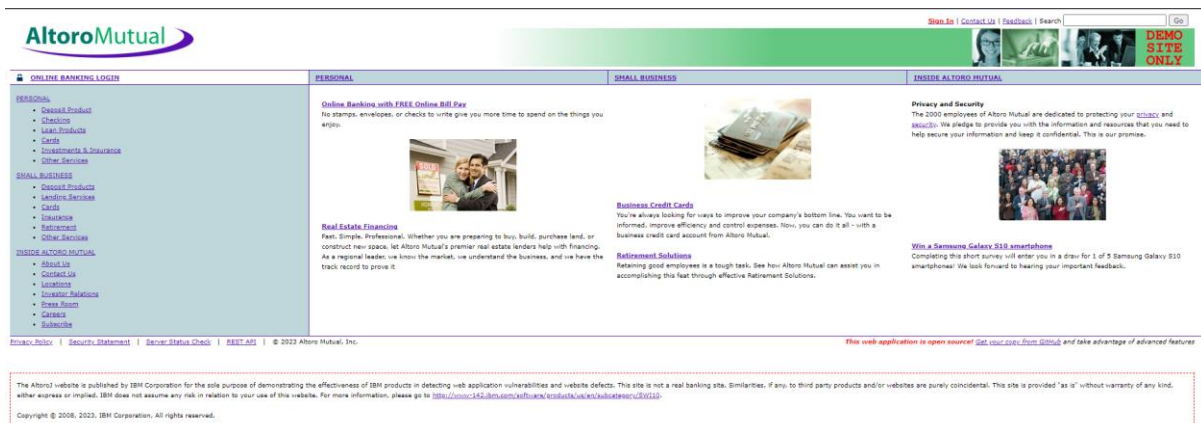 Sign In | Contact Us | Feedback | Search Go
AltoroMutual
DEMO
SITE
ONLY
ONLINE BANKING LOGIN
PERSONAL
SMALL BUSINESS
INSIDE ALTORO MUTUAL
PERSONAL
Deposit Product
Checking
Loan Products
Cards
Investments & Insurance
Other Services
SMALL BUSINESS
Deposit Products
Lending Services
Cards
Insurance
Retirement
Other Services
INSIDE ALTORO MUTUAL
About Us
Contact Us
Locations
Investor Relations
Press Room
Careers
Subscribe
Online Banking with FREE Online Bill Pay
No stamps, envelopes, or checks to write give you more time to spend on the things you
enjoy.
SOLD
Real Estate Financing
Fast. Simple. Professional. Whether you are preparing to buy, build, purchase land, or
construct new space, let Altoro Mutual's premier real estate lenders help with financing.
As a regional leader, we know the market, we understand the business, and we have the
track record to prove it
Business Credit Cards
You're always looking for ways to improve your company's bottom line. You want to be
informed, improve efficiency and control expenses. Now, you can do it all - with a
business credit card account from Altoro Mutual.
Retirement Solutions
Retaining good employees is a tough task. See how Altoro Mutual can assist you in
accomplishing this feat through effective Retirement Solutions.
Privacy and Security
The 2000 employees of Altoro Mutual are dedicated to protecting your privacy and
security. We pledge to provide you with the information and resources that you need to
help secure your information and keep it confidential. This is our promise.
Win a Samsung Galaxy S10 smartphone
Completing this short survey will enter you in a draw for 1 of 5 Samsung Galaxy S10
smartphones! We look forward to hearing your important feedback.
Privacy Policy | Security Statement | Server Status Check | REST API | © 2023 Altoro Mutual, Inc.
This web application is open source! Get your copy from GitHub and take advantage of advanced features
The AltoroJ website is published by IBM Corporation for the sole purpose of demonstrating the effectiveness of IBM products in detecting web application vulnerabilities and website defects. This site is not a real banking site. Similarities, if any, to third party products and/or websites are purely coincidental. This site is provided "as is" without warranty of any kind,
either express or implied. IBM does not assume any risk in relation to your use of this website. For more information, please go to http://www-142.ibm.com/software/products/us/en/subcategory/SWI10.
Copyright © 2008, 2023, IBM Corporation, All rights reserved.